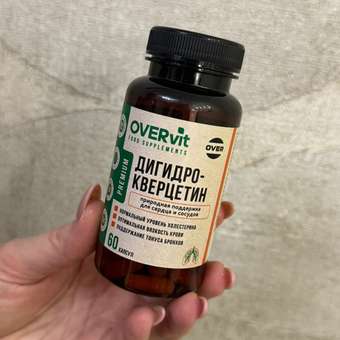 OVERvit
FOOD SUPPLEMENTS
OVER
PREMIUM
ДИГИДРО-
КВЕРЦЕТИН
природная поддержка
для сердца и сосудов
НОРМАЛЬНЫЙ УРОВЕНЬ ХОЛЕСТЕРИНА
ОПТИМАЛЬНАЯ ВЯЗКОСТЬ КРОВИ
ПОДДЕРЖАНИЕ ТОНУСА БРОНХОВ
60 КАПСУЛ